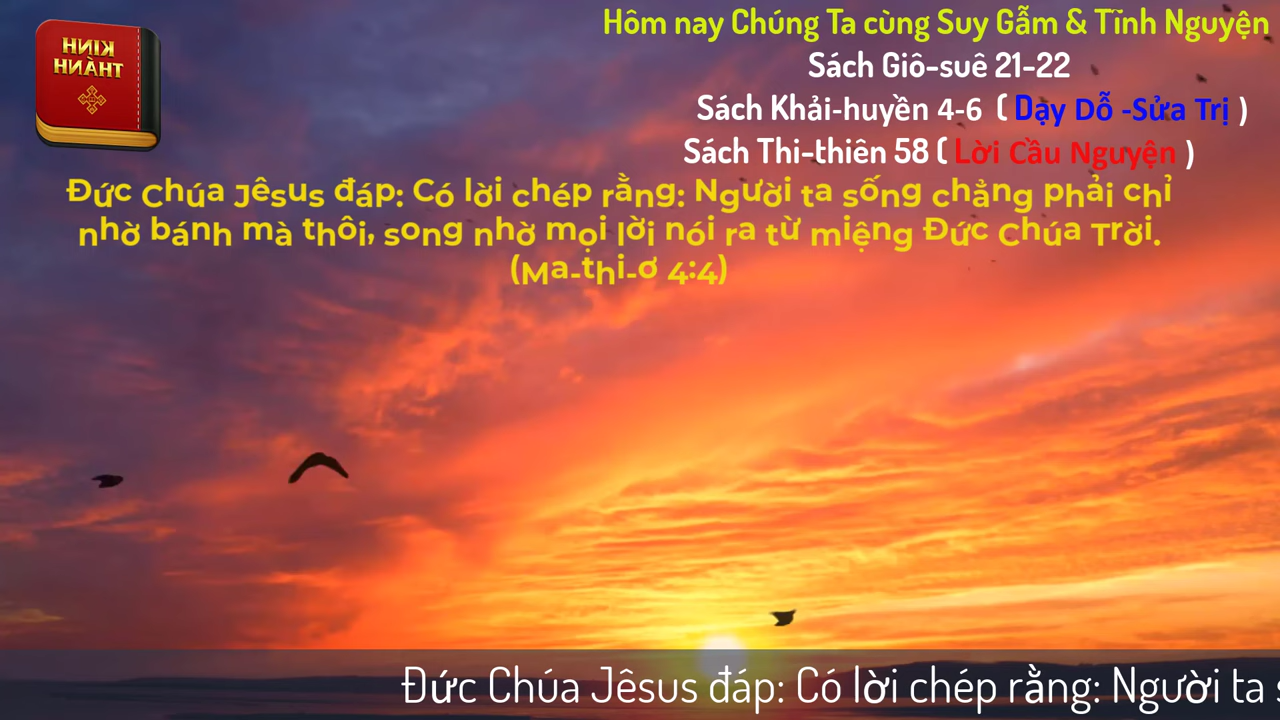 KINH
THÀNH
Hôm nay Chúng Ta cùng Suy Gẫm & Tĩnh Nguyện
Sách Giô-suê 21-22
Sách Khải-huyền 4-6 ( Dạy Dỗ -Sửa Trị )
Sách Thi-thiên 58 ( Lời Cầu Nguyện )
Đức Chúa Jêsus đáp: Có lời chép rằng: Người ta sống chẳng phải chỉ
nhờ bánh mà thôi, song nhờ mọi lời nói ra từ miệng Đức Chúa Trời.
(Ma-thi-ơ 4:4)
Đức Chúa Jêsus đáp: Có lời chép rằng: Người ta